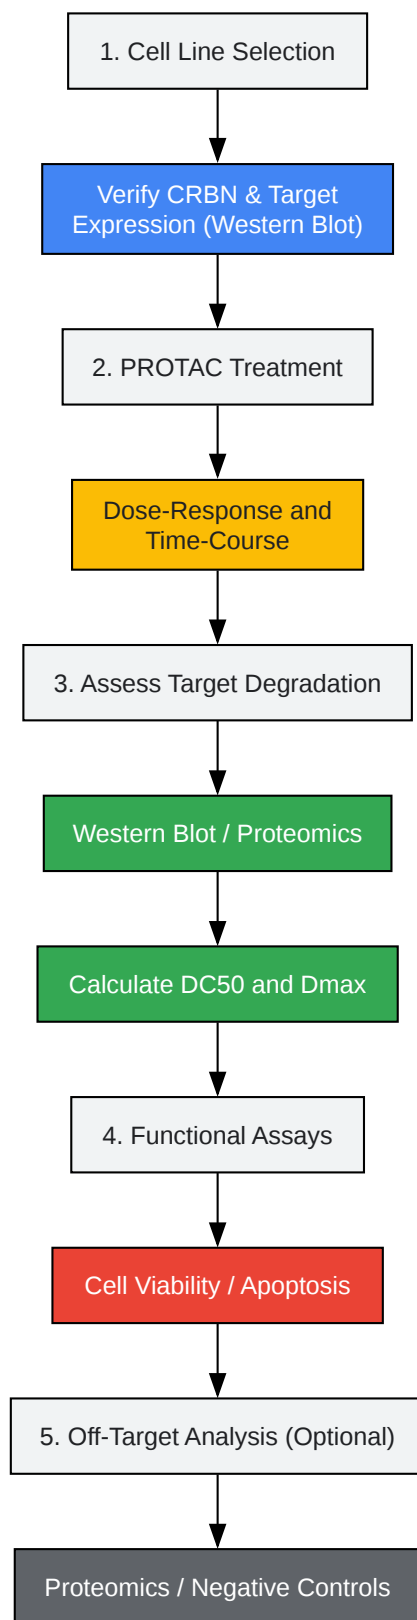 1. Cell Line Selection
Verify CRBN & Target
Expression (Western Blot)
2. PROTAC Treatment
Dose-Response and
Time-Course
3. Assess Target Degradation
Western Blot / Proteomics
Calculate DC50 and Dmax
4. Functional Assays
Cell Viability / Apoptosis
5. Off-Target Analysis (Optional)
Proteomics / Negative Controls